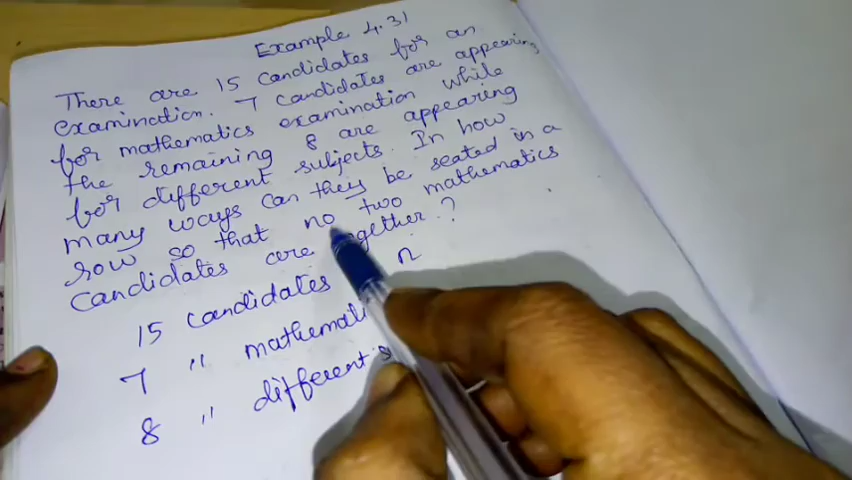 Example 4.31
There are 15 candidates for an
examination. 7 candidates are appearing
for mathematics examination while
the remaining 8 are appearing
for different subjects. In how
many ways can they be seated in a
row so that no two mathematics
Candidates are together?
15 candidates n
7 " mathemati
8 " different s